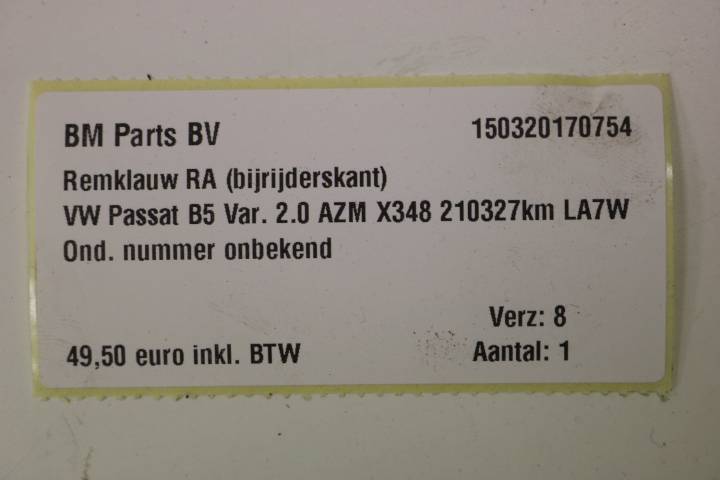 BM Parts BV 150320170754
Remklauw RA (bijrijderskant)
VW Passat B5 Var. 2.0 AZM X348 210327km LA7W
Ond. nummer onbekend
Verz: 8
49,50 euro inkl. BTW Aantal: 1